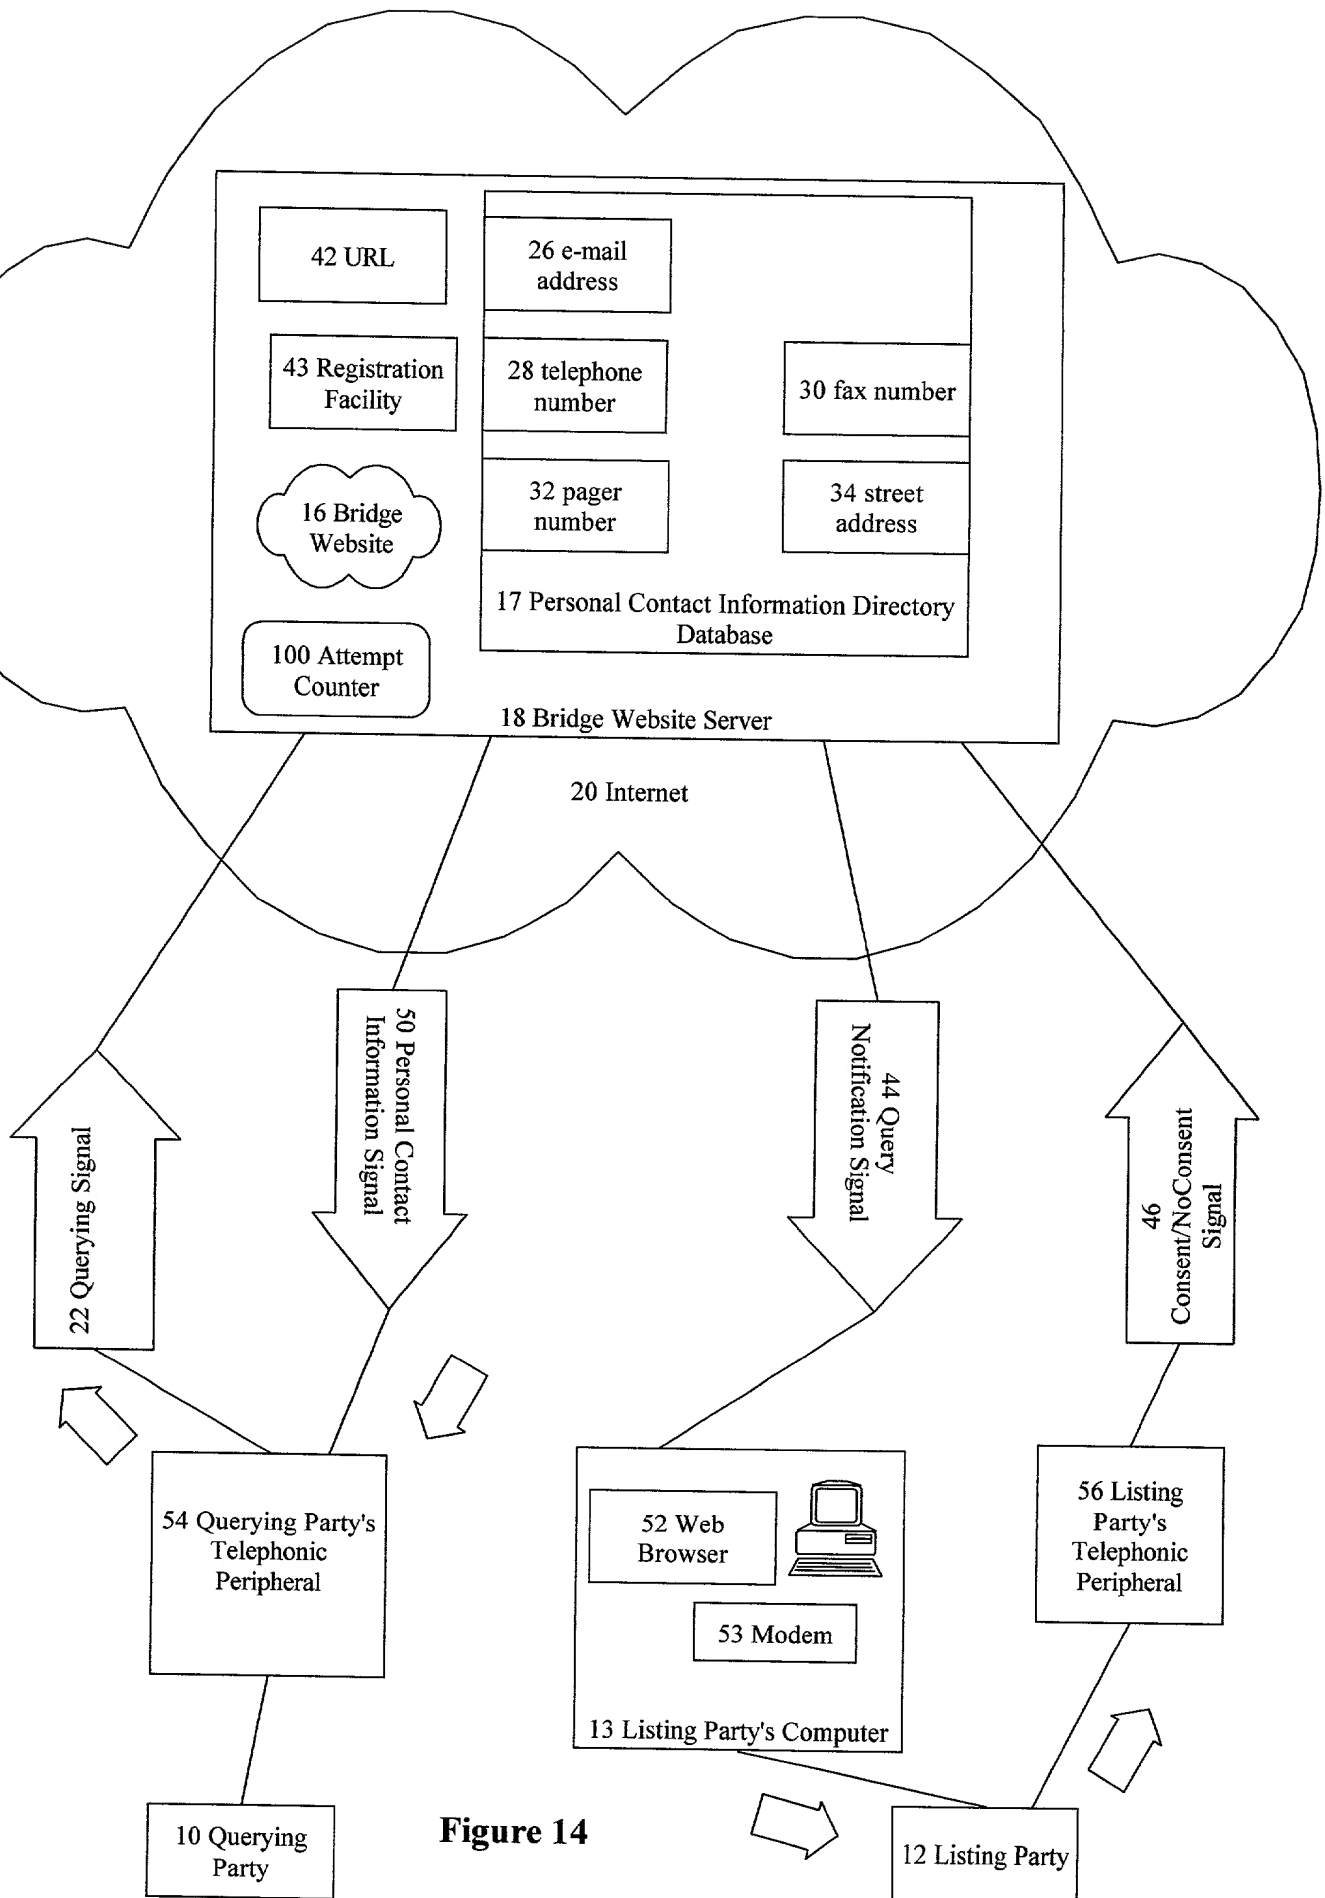 42 URL
26 e-mail
address
43 Registration
Facility
28 telephone
number
30 fax number
16 Bridge
Website
32 pager
number
34 street
address
17 Personal Contact Information Directory
Database
100 Attempt
Counter
18 Bridge Website Server
20 Internet
22 Querying Signal
50 Personal Contact
Information Signal
44 Query
Notification Signal
46
Consent/NoConsent
Signal
54 Querying Party's
Telephonic
Peripheral
52 Web
Browser
53 Modem
13 Listing Party's Computer
56 Listing
Party's
Telephonic
Peripheral
10 Querying
Party
Figure 14
12 Listing Party